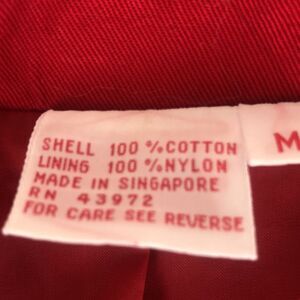 SHELL 100 %COTTON
LINING 100 %NYLON
MADE IN SINGAPORE
RN 43972
FOR CARE SEE REVERSE
M